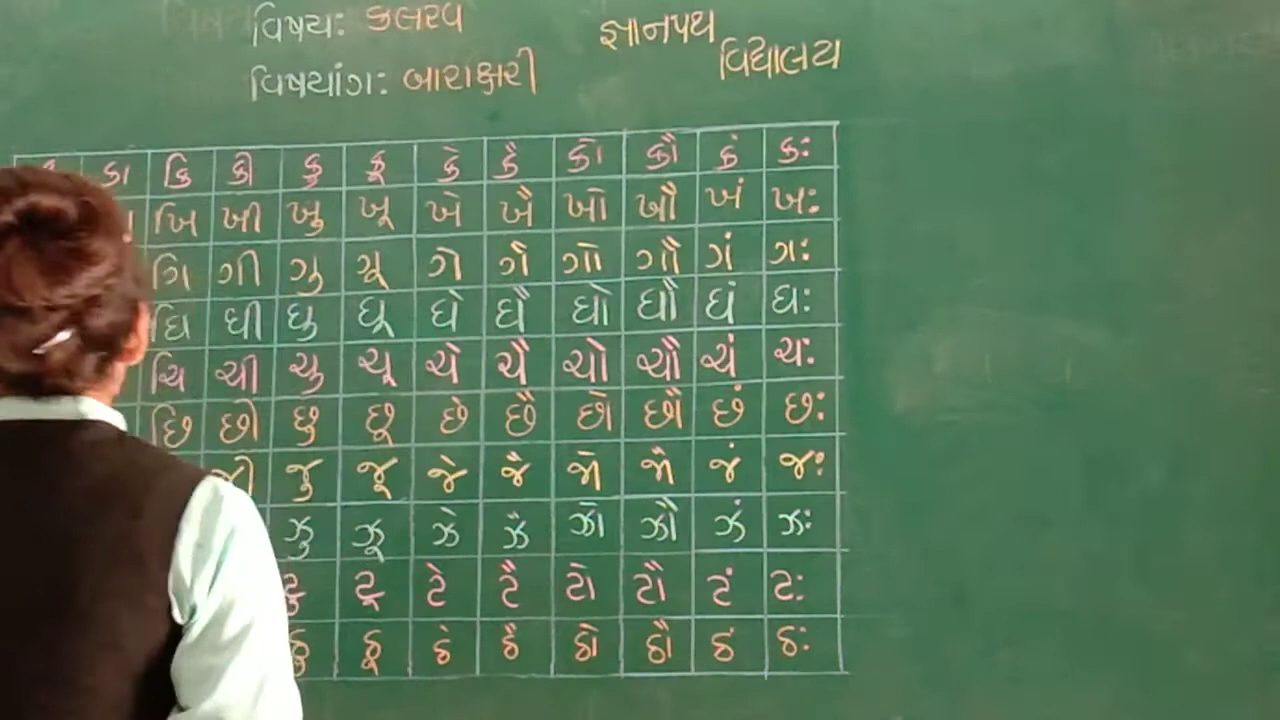 વિષય: કલરવ
જ્ઞાનપથ
વિદ્યાલય
વિષયાંગ: બારાક્ષરી
કા કિ કી કુ કૂ કે કૈ કો કૌ કં કઃ
ખિ ખી ખુ ખૂ ખે ખૈ ખો ખૌ ખં ખઃ
ગિ ગી ગુ ગૂ ગે ગૈ ગો ગૌ ગં ગઃ
ઘિ ઘી ઘુ ઘૂ ઘે ઘૈ ઘો ઘૌ ઘં ઘઃ
ચિ ચી ચુ ચૂ ચે ચૈ ચો ચૌ ચં ચઃ
છિ છી છુ છૂ છે છૈ છો છૌ છં છઃ
જી જુ જૂ જે જૈ જો જૌ જં જઃ
ઝુ ઝૂ ઝે ઝૈ ઝો ઝૌ ઝં ઝઃ
ટુ ટૂ ટે ટૈ ટો ટૌ ટં ટઃ
ઠુ ઠૂ ઠે ઠૈ ઠો ઠૌ ઠં ઠઃ